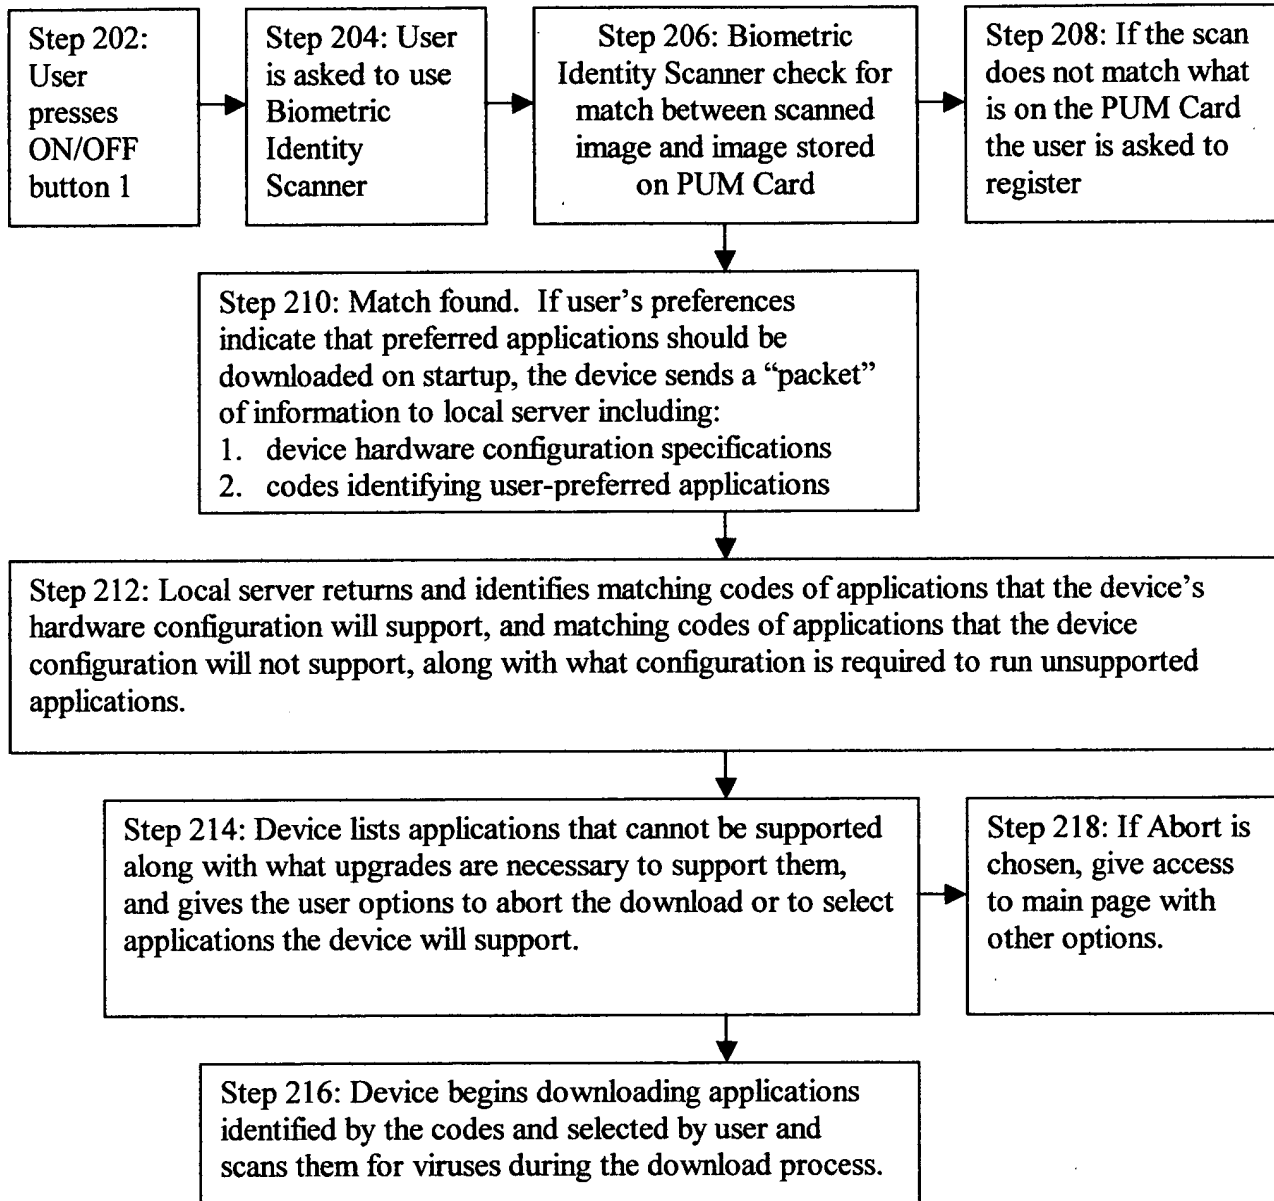 Step 202:
User
presses
ON/OFF
button 1
Step 204: User
is asked to use
Biometric
Identity
Scanner
Step 206: Biometric
Identity Scanner check for
match between scanned
image and image stored
on PUM Card
Step 208: If the scan
does not match what
is on the PUM Card
the user is asked to
register
Step 210: Match found.  If user's preferences
indicate that preferred applications should be
downloaded on startup, the device sends a “packet”
of information to local server including:
1.  device hardware configuration specifications
2.  codes identifying user-preferred applications
Step 212: Local server returns and identifies matching codes of applications that the device's
hardware configuration will support, and matching codes of applications that the device
configuration will not support, along with what configuration is required to run unsupported
applications.
Step 214: Device lists applications that cannot be supported
along with what upgrades are necessary to support them,
and gives the user options to abort the download or to select
applications the device will support.
Step 218: If Abort is
chosen, give access
to main page with
other options.
Step 216: Device begins downloading applications
identified by the codes and selected by user and
scans them for viruses during the download process.